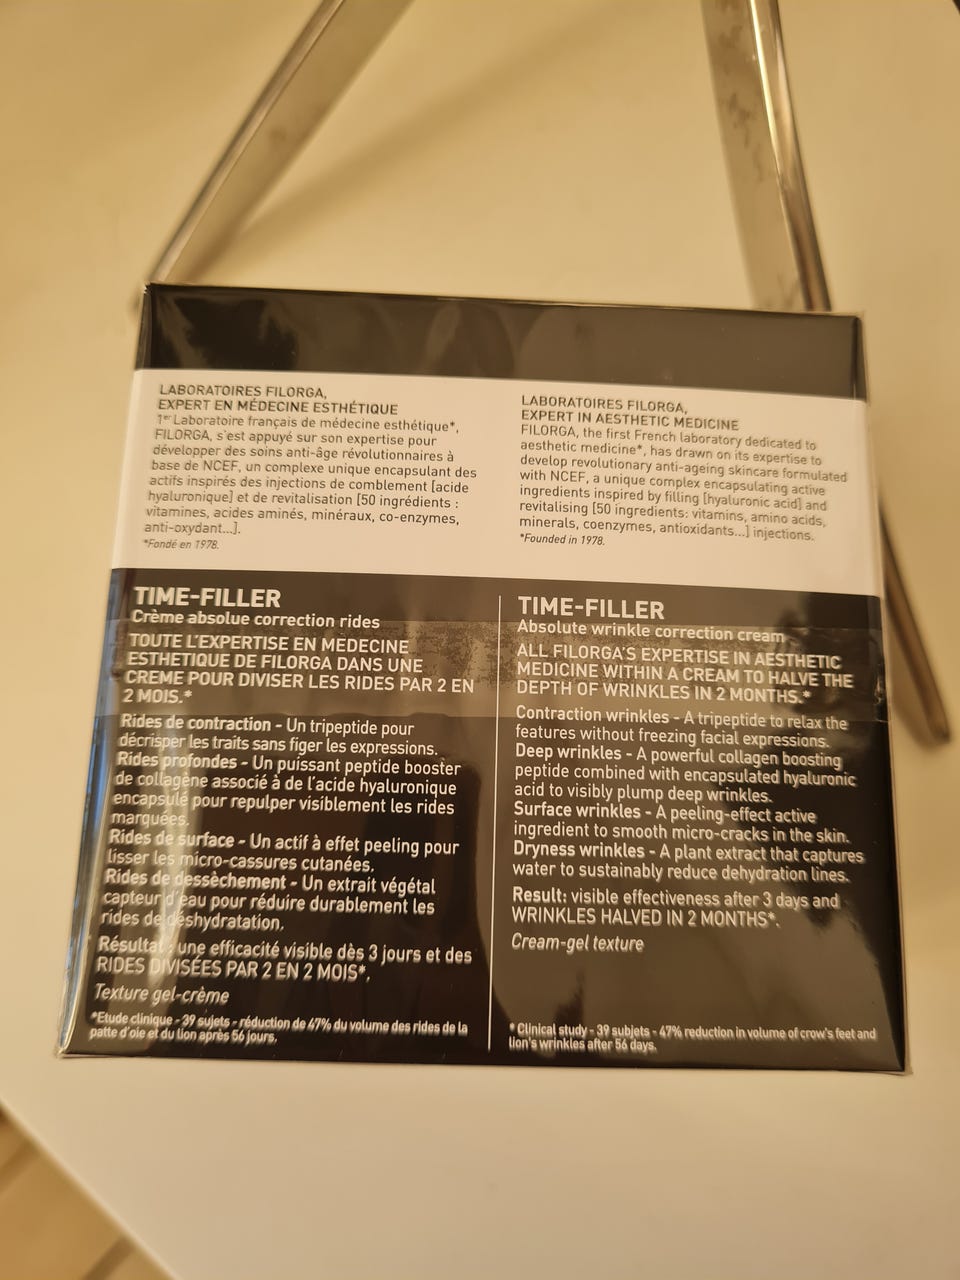 LABORATOIRES FILORGA,
EXPERT EN MÉDECINE ESTHÉTIQUE
1er Laboratoire français de médecine esthétique*,
FILORGA, s'est appuyé sur son expertise pour
développer des soins anti-âge révolutionnaires à
base de NCEF, un complexe unique encapsulant des
actifs inspirés des injections de comblement [acide
hyaluronique] et de revitalisation [50 ingrédients :
vitamines, acides aminés, minéraux, co-enzymes,
anti-oxydant...].
*Fondé en 1978.
LABORATOIRES FILORGA,
EXPERT IN AESTHETIC MEDICINE
FILORGA, the first French laboratory dedicated to
aesthetic medicine*, has drawn on its expertise to
develop revolutionary anti-ageing skincare formulated
with NCEF, a unique complex encapsulating active
ingredients inspired by filling [hyaluronic acid] and
revitalising [50 ingredients: vitamins, amino acids,
minerals, coenzymes, antioxidants...] injections.
*Founded in 1978.
TIME-FILLER
Crème absolue correction rides
TOUTE L'EXPERTISE EN MEDECINE
ESTHETIQUE DE FILORGA DANS UNE
CREME POUR DIVISER LES RIDES PAR 2 EN
2 MOIS.*
Rides de contraction - Un tripeptide pour
décrisper les traits sans figer les expressions.
Rides profondes - Un puissant peptide booster
de collagène associé à de l'acide hyaluronique
encapsulé pour repulper visiblement les rides
marquées.
Rides de surface - Un actif à effet peeling pour
lisser les micro-cassures cutanées.
Rides de dessèchement - Un extrait végétal
capteur d'eau pour réduire durablement les
rides de déshydratation.
Résultat : une efficacité visible dès 3 jours et des
RIDES DIVISÉES PAR 2 EN 2 MOIS*.
Texture gel-crème
*Etude clinique - 39 sujets - réduction de 47% du volume des rides de la
patte d'oie et du lion après 56 jours.
TIME-FILLER
Absolute wrinkle correction cream
ALL FILORGA'S EXPERTISE IN AESTHETIC
MEDICINE WITHIN A CREAM TO HALVE THE
DEPTH OF WRINKLES IN 2 MONTHS.*
Contraction wrinkles - A tripeptide to relax the
features without freezing facial expressions.
Deep wrinkles - A powerful collagen boosting
peptide combined with encapsulated hyaluronic
acid to visibly plump deep wrinkles.
Surface wrinkles - A peeling-effect active
ingredient to smooth micro-cracks in the skin.
Dryness wrinkles - A plant extract that captures
water to sustainably reduce dehydration lines.
Result: visible effectiveness after 3 days and
WRINKLES HALVED IN 2 MONTHS*.
Cream-gel texture
* Clinical study - 39 subjets - 47% reduction in volume of crow's feet and
lion's wrinkles after 56 days.